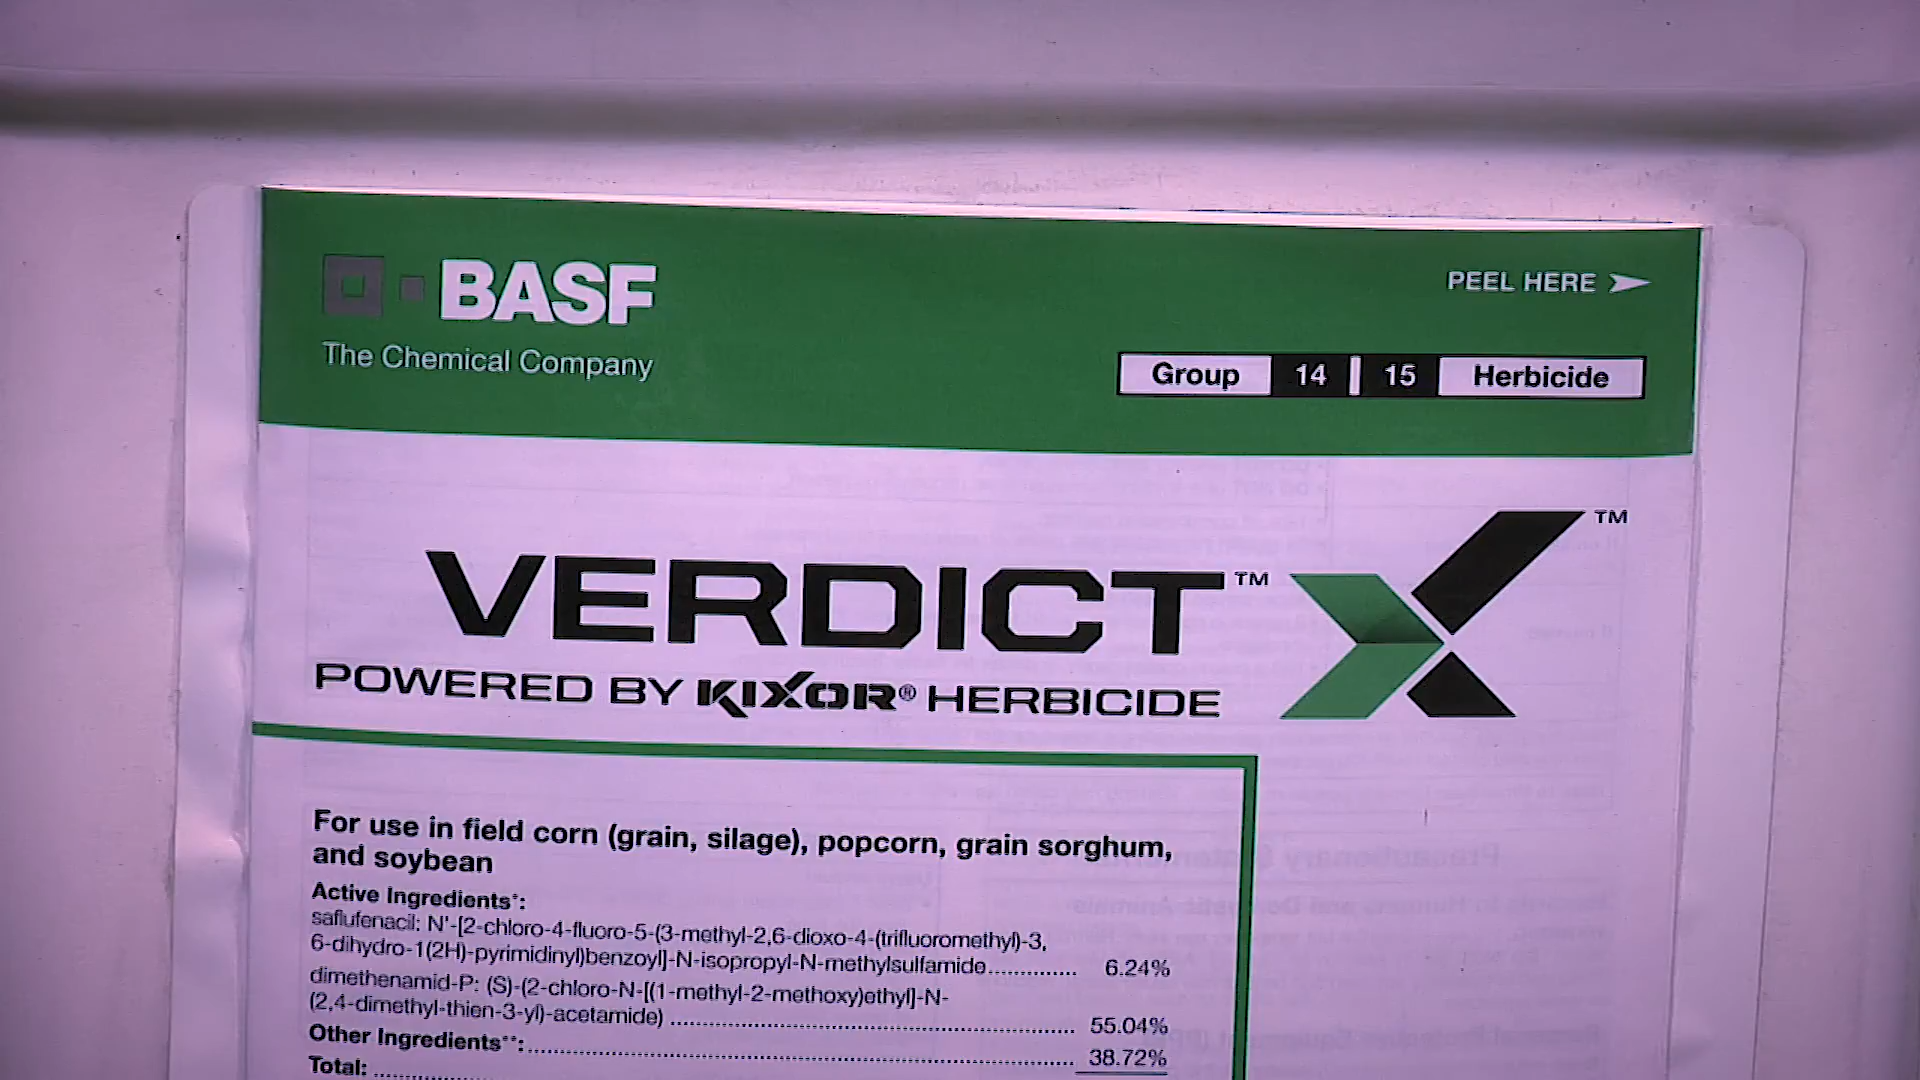 BASF
The Chemical Company
PEEL HERE
Group 14 15 Herbicide
VERDICT™
™
POWERED BY KIXOR® HERBICIDE
For use in field corn (grain, silage), popcorn, grain sorghum,
and soybean
Active Ingredients*:
saflufenacil: N'-[2-chloro-4-fluoro-5-(3-methyl-2,6-dioxo-4-(trifluoromethyl)-3,
6-dihydro-1(2H)-pyrimidinyl)benzoyl]-N-isopropyl-N-methylsulfamide............. 6.24%
dimethenamid-P: (S)-(2-chloro-N-[(1-methyl-2-methoxy)ethyl]-N-
(2,4-dimethyl-thien-3-yl)-acetamide) ............................................................. 55.04%
Other Ingredients**:................................................................................... 38.72%
Total: ..........